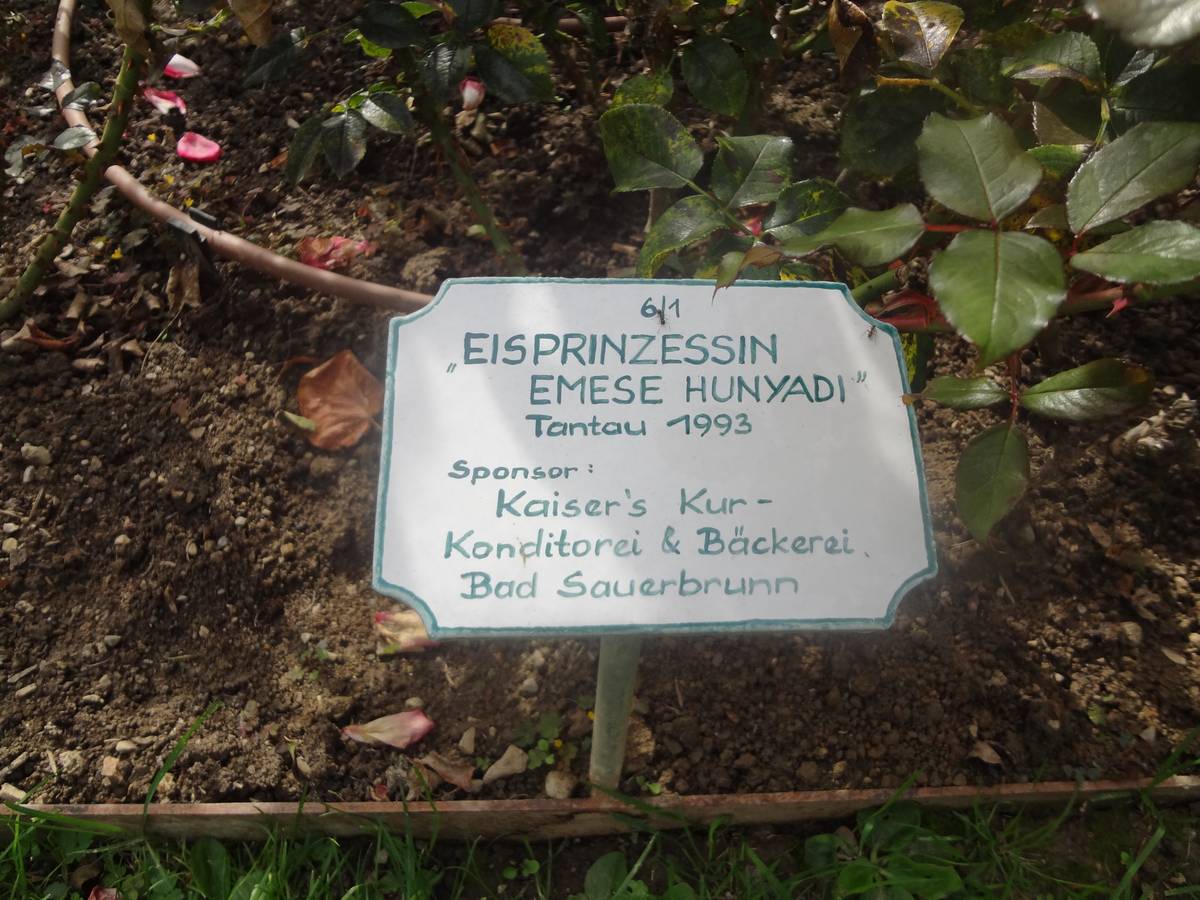 6/1
„EISPRINZESSIN
EMESE HUNYADI”
Tantau 1993
Sponsor:
Kaiser's Kur-
Konditorei & Bäckerei,
Bad Sauerbrunn